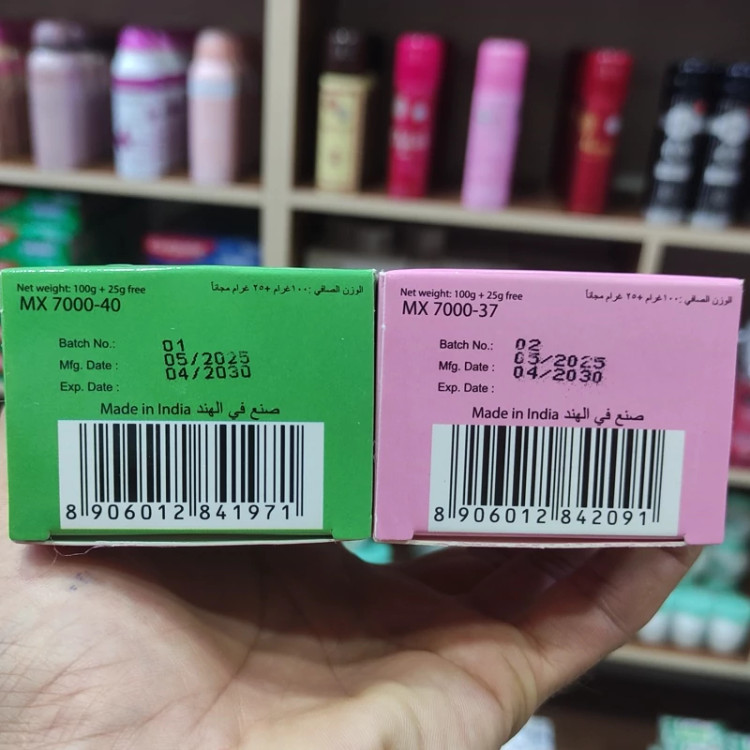 Net weight: 100g + 25g free
الوزن الصافي :١٠٠غرام +٢٥ غرام مجاناً
MX 7000-40
Batch No.: 01
Mfg. Date : 05/2025
Exp. Date : 04/2030
Made in India صنع في الهند
8 906012 841971
Net weight: 100g + 25g free
الوزن الصافي :١٠٠غرام +٢٥ غرام مجاناً
MX 7000-37
Batch No.: 02
Mfg. Date : 05/2025
Exp. Date : 04/2030
Made in India صنع في الهند
8 906012 842091